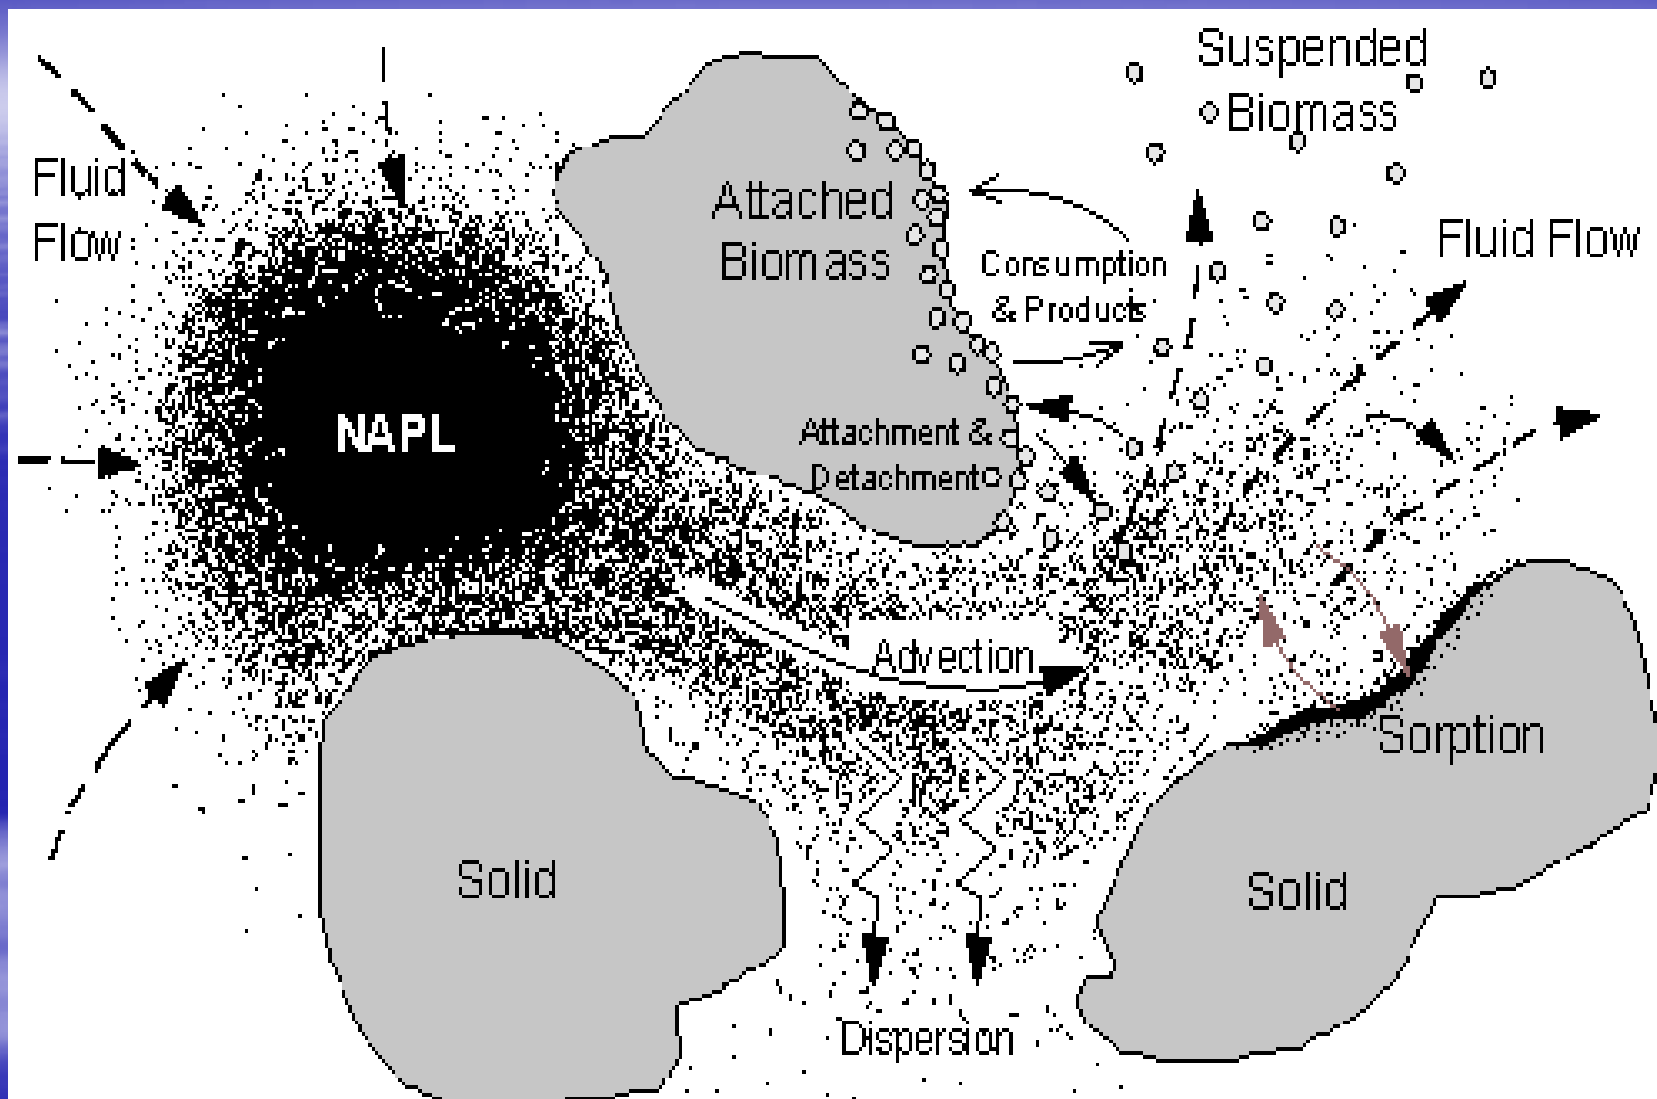 Suspended
Biomass
Fluid
Flow
Attached
Biomass
Fluid Flow
Consumption
& Products
NAPL
Attachment &
Detachment
Advection
Sorption
Solid
Solid
Dispersion